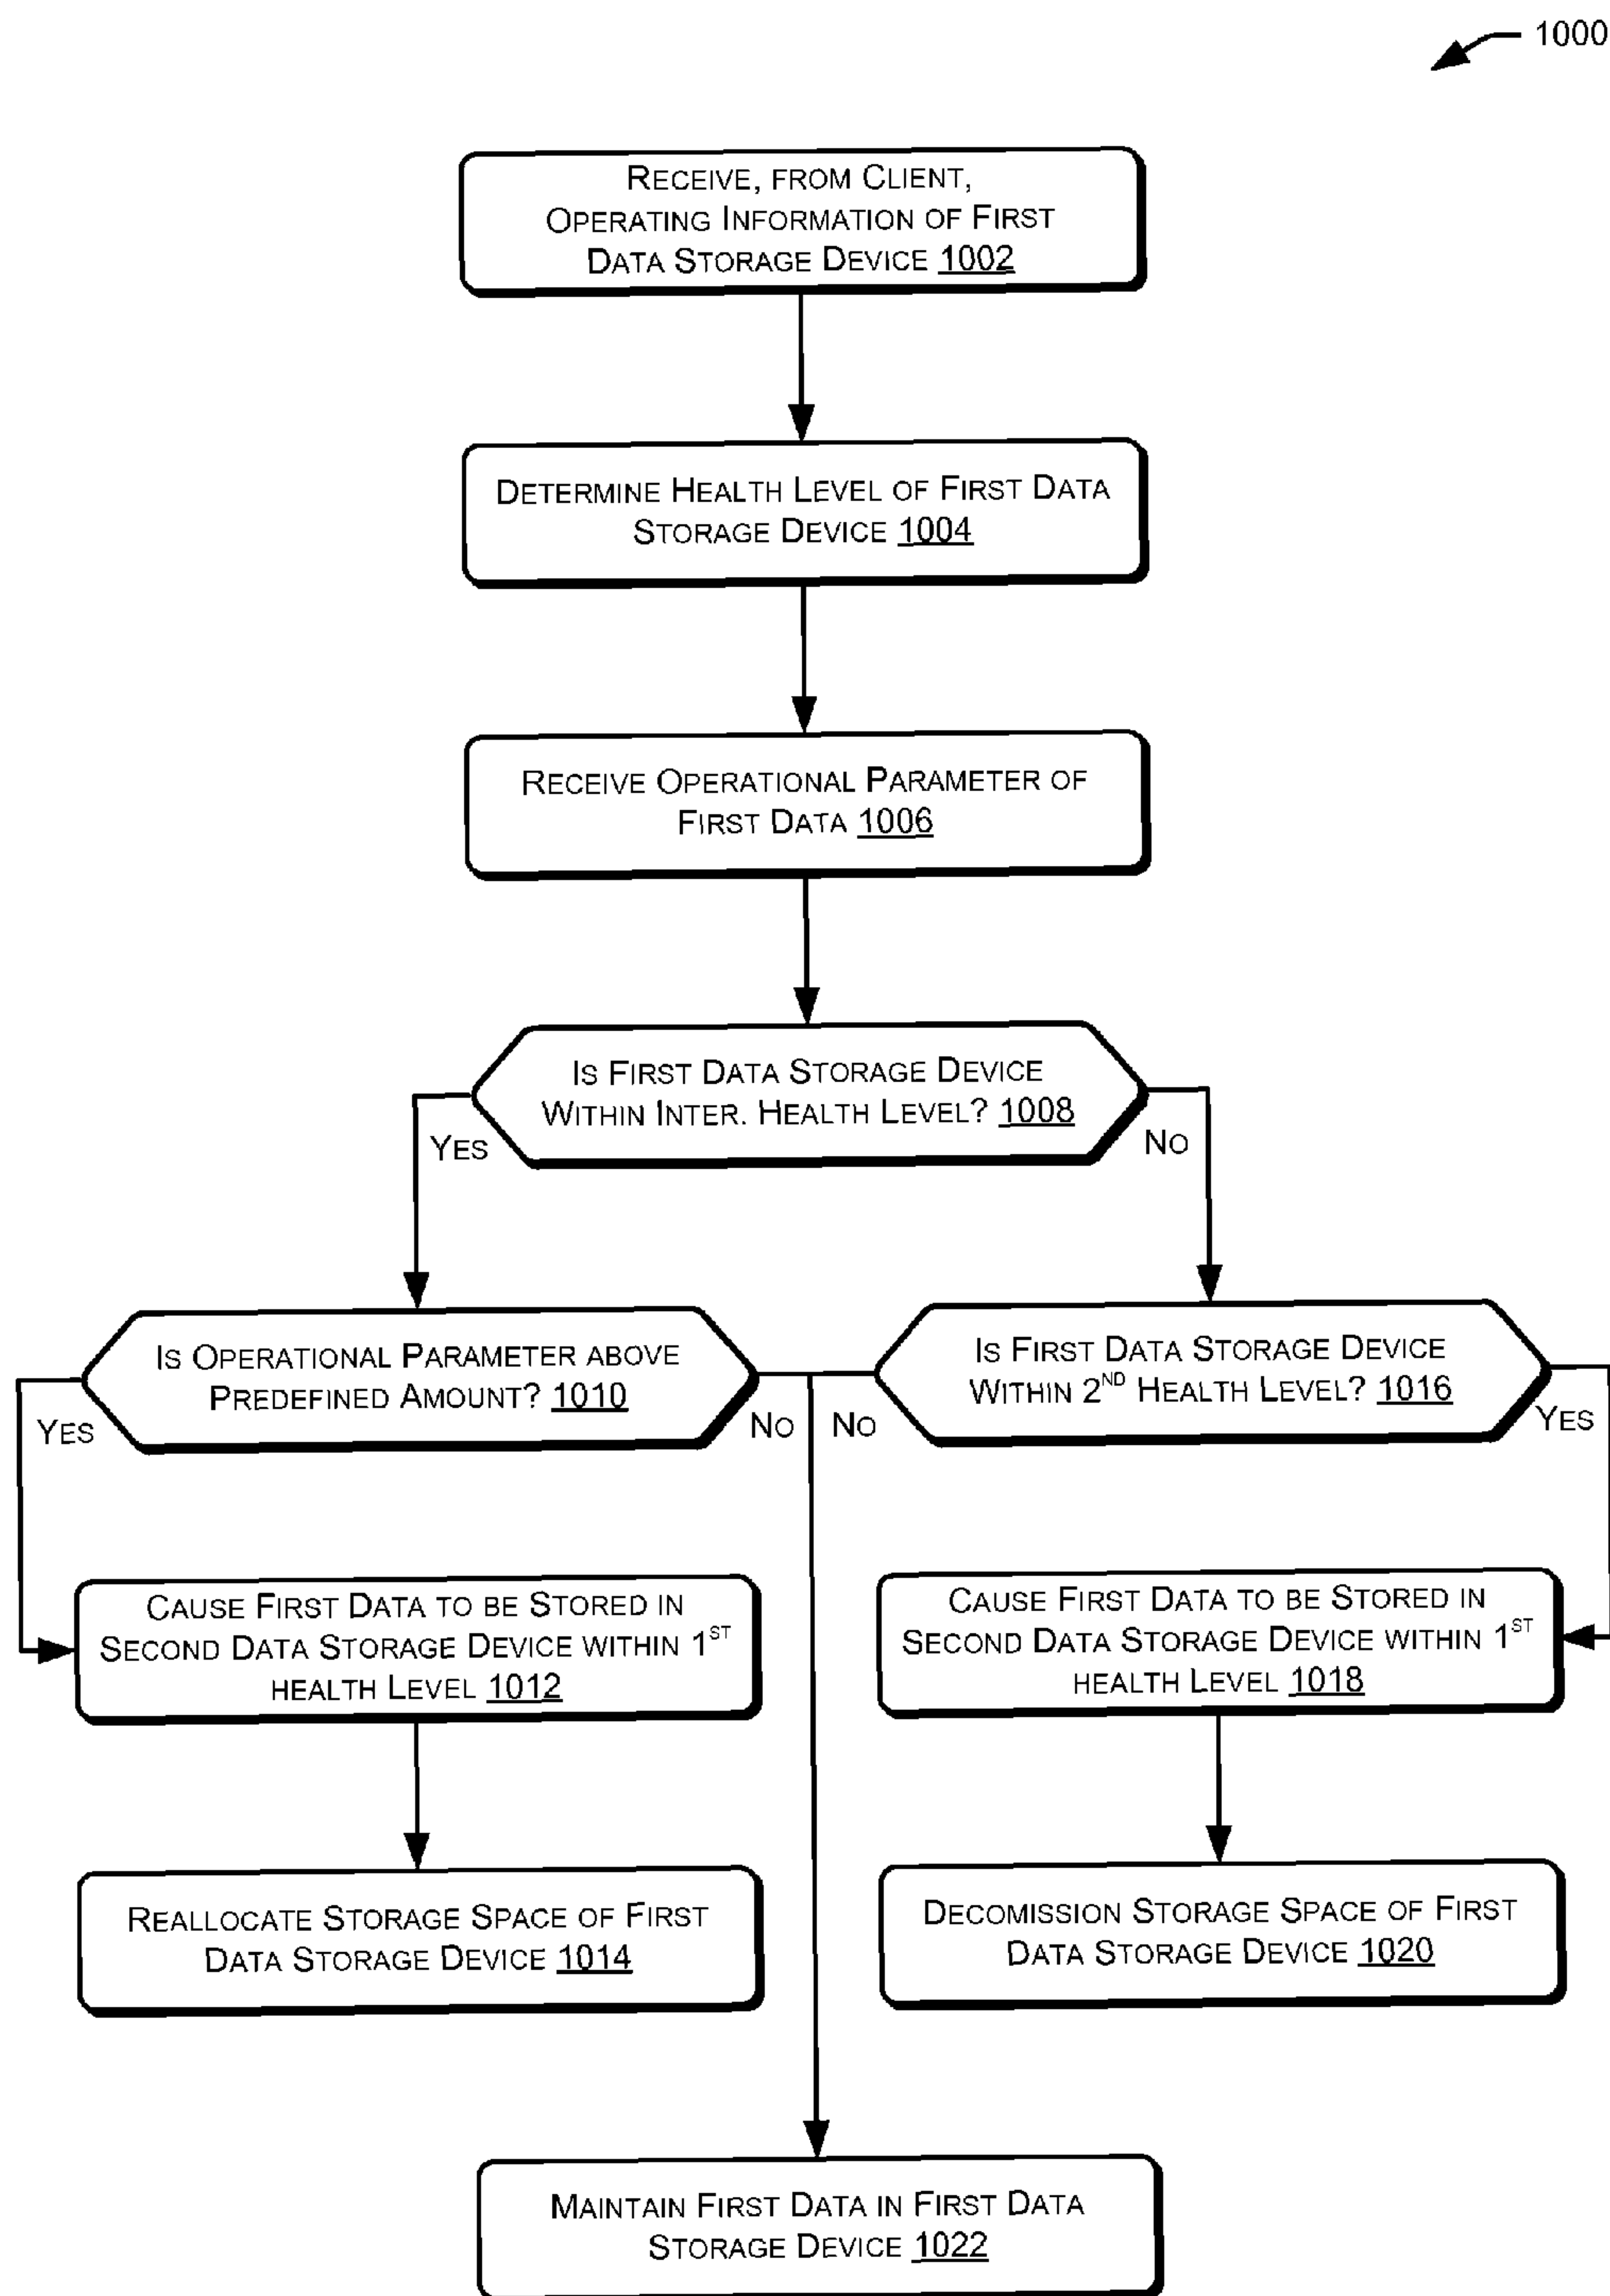 1000
RECEIVE, FROM CLIENT,
OPERATING INFORMATION OF FIRST
DATA STORAGE DEVICE 1002
DETERMINE HEALTH LEVEL OF FIRST DATA
STORAGE DEVICE 1004
RECEIVE OPERATIONAL PARAMETER OF
FIRST DATA 1006
IS FIRST DATA STORAGE DEVICE
WITHIN INTER. HEALTH LEVEL? 1008
YES
NO
IS OPERATIONAL PARAMETER ABOVE
PREDEFINED AMOUNT? 1010
YES
NO
IS FIRST DATA STORAGE DEVICE
WITHIN 2ND HEALTH LEVEL? 1016
NO
YES
CAUSE FIRST DATA TO BE STORED IN
SECOND DATA STORAGE DEVICE WITHIN 1ST
HEALTH LEVEL 1012
CAUSE FIRST DATA TO BE STORED IN
SECOND DATA STORAGE DEVICE WITHIN 1ST
HEALTH LEVEL 1018
REALLOCATE STORAGE SPACE OF FIRST
DATA STORAGE DEVICE 1014
DECOMISSION STORAGE SPACE OF FIRST
DATA STORAGE DEVICE 1020
MAINTAIN FIRST DATA IN FIRST DATA
STORAGE DEVICE 1022